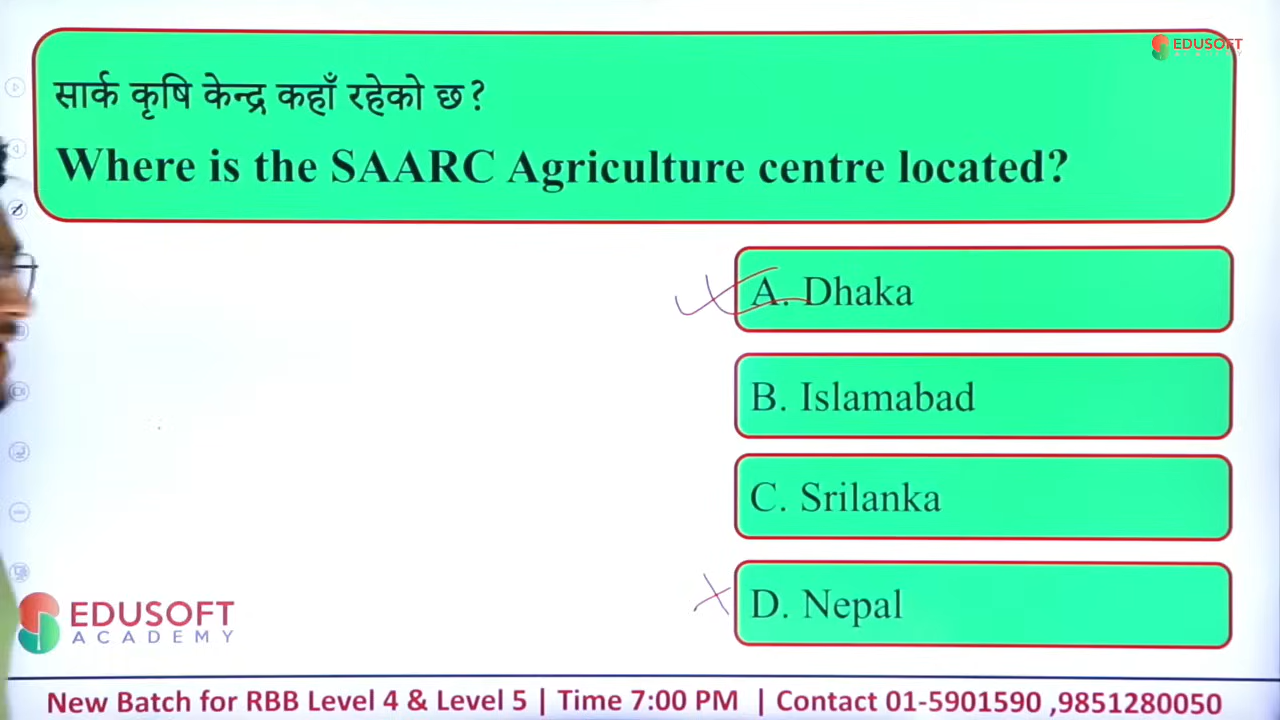 EDUSOFT
ACADEMY
सार्क कृषि केन्द्र कहाँ रहेको छ?
Where is the SAARC Agriculture centre located?
A. Dhaka
B. Islamabad
C. Srilanka
D. Nepal
EDUSOFT
ACADEMY
New Batch for RBB Level 4 & Level 5 | Time 7:00 PM | Contact 01-5901590 ,9851280050